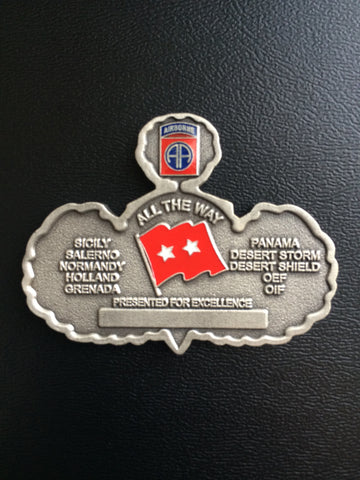 AIRBORNE
AA
ALL THE WAY
SICILY
SALERNO
NORMANDY
HOLLAND
GRENADA
PANAMA
DESERT STORM
DESERT SHIELD
OEF
OIF
PRESENTED FOR EXCELLENCE